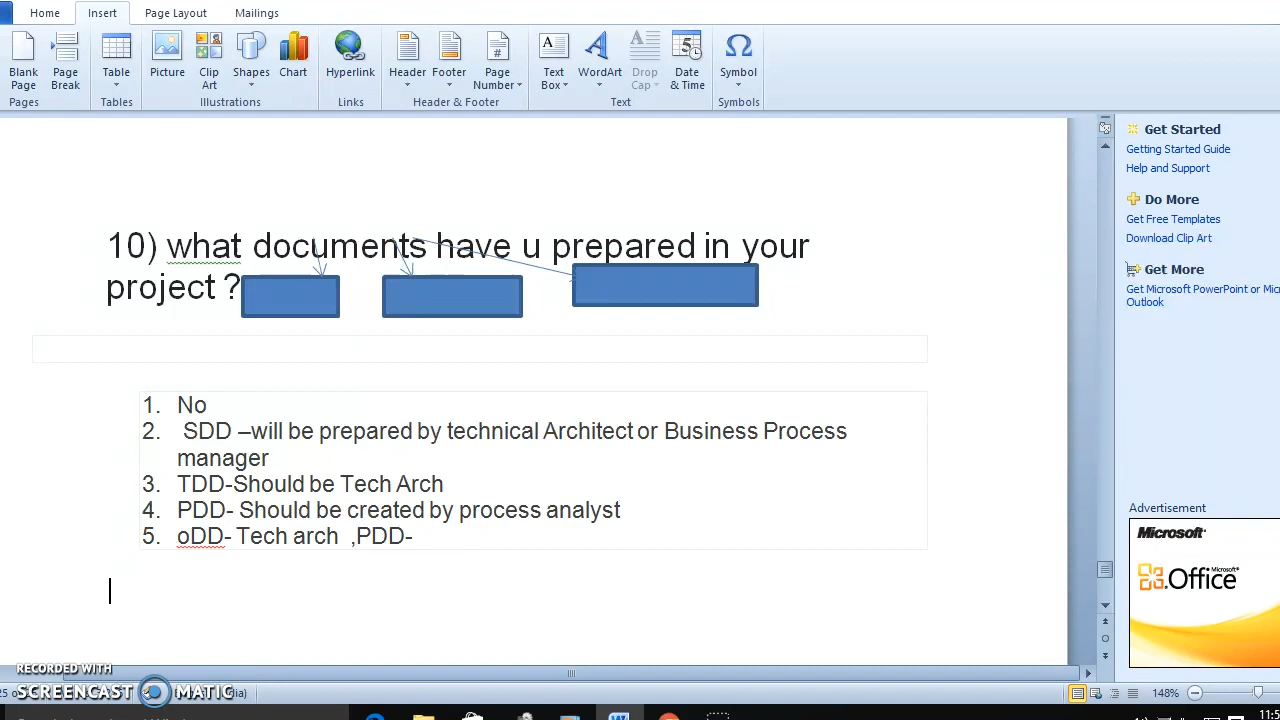 Home Insert Page Layout Mailings
Blank Page Table Picture Clip Shapes Chart Hyperlink Header Footer Page Text WordArt Drop Date Symbol
Page Break Art Number Box Cap & Time
Pages Tables Illustrations Links Header & Footer Text Symbols
10) what documents have u prepared in your
project ?
1. No
2. SDD –will be prepared by technical Architect or Business Process
manager
3. TDD-Should be Tech Arch
4. PDD- Should be created by process analyst
5. oDD- Tech arch ,PDD-
Get Started
Getting Started Guide
Help and Support
Do More
Get Free Templates
Download Clip Art
Get More
Get Microsoft PowerPoint or Mic
Outlook
Advertisement
Microsoft
Microsoft
Office
RECORDED WITH
SCREENCAST MATIC
148%
11:5